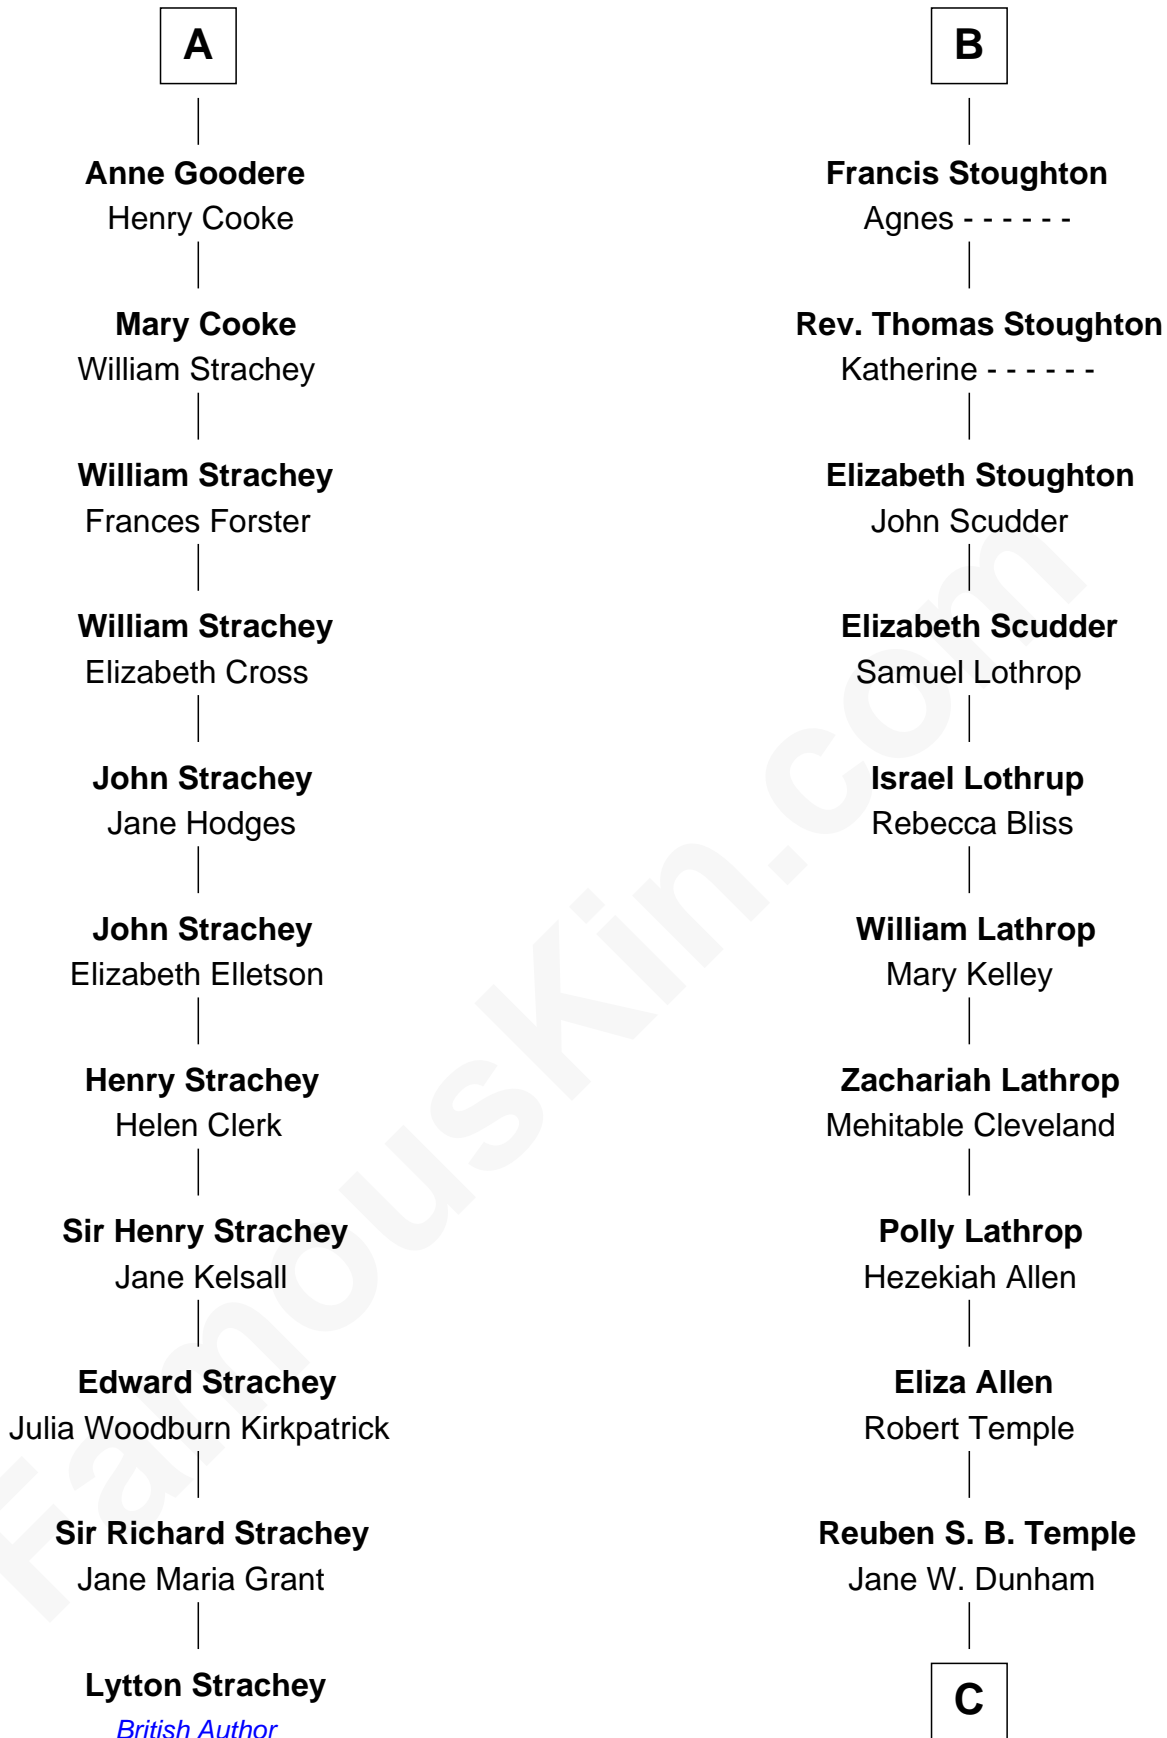 A
Anne Goodere
Henry Cooke
Mary Cooke
William Strachey
William Strachey
Frances Forster
William Strachey
Elizabeth Cross
John Strachey
Jane Hodges
John Strachey
Elizabeth Elletson
Henry Strachey
Helen Clerk
Sir Henry Strachey
Jane Kelsall
Edward Strachey
Julia Woodburn Kirkpatrick
Sir Richard Strachey
Jane Maria Grant
Lytton Strachey
British Author
B
Francis Stoughton
Agnes - - - - - -
Rev. Thomas Stoughton
Katherine - - - - - -
Elizabeth Stoughton
John Scudder
Elizabeth Scudder
Samuel Lothrop
Israel Lothrup
Rebecca Bliss
William Lathrop
Mary Kelley
Zachariah Lathrop
Mehitable Cleveland
Polly Lathrop
Hezekiah Allen
Eliza Allen
Robert Temple
Reuben S. B. Temple
Jane W. Dunham
C
FamousKin.com